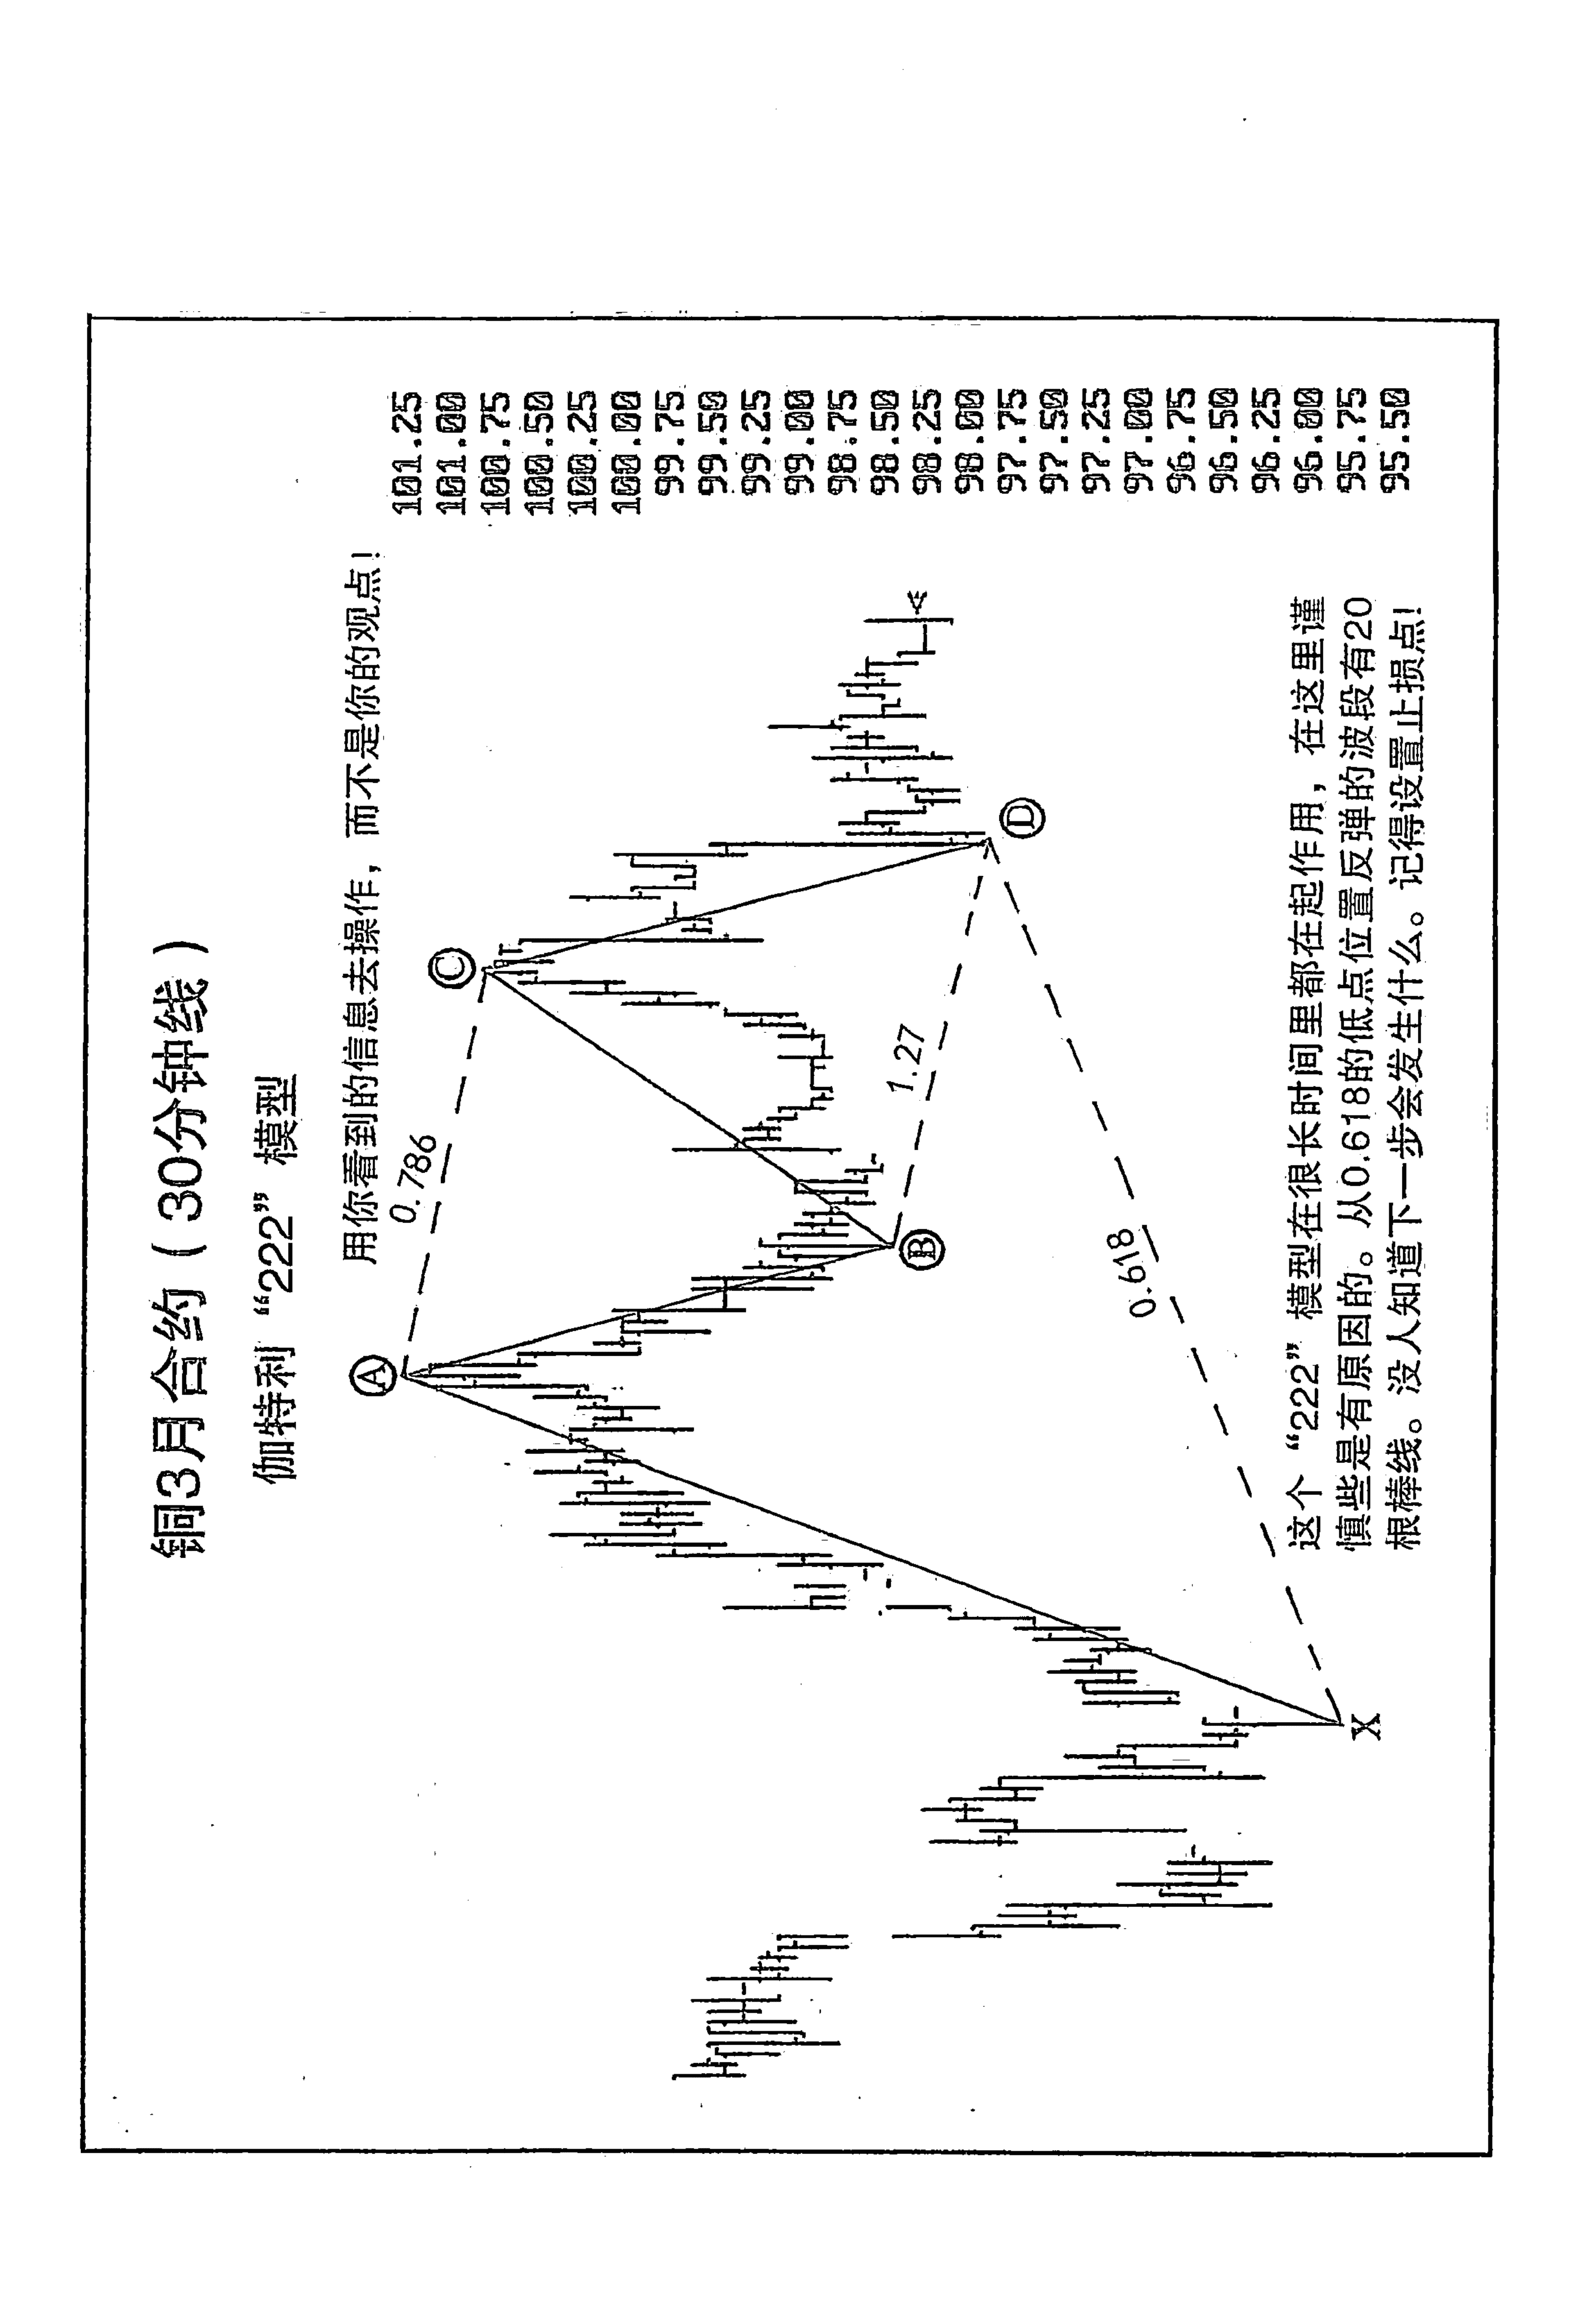 铜3月合约（30分钟线）
伽特利“222”模型
用你看到的信息去操作，而不是你的观点！
A
0.786
C
B
1.27
D
0.618
X
101.25
101.00
100.75
100.50
100.25
100.00
99.75
99.50
99.25
99.00
98.75
98.50
98.25
98.00
97.75
97.50
97.25
97.00
96.75
96.50
96.25
96.00
95.75
95.50
这个“222”模型在很长时间里都在起作用，在这里谨
慎些是有原因的。从0.618的低点位置反弹的波段有20
根棒线。没人知道下一步会发生什么。记得设置止损点！